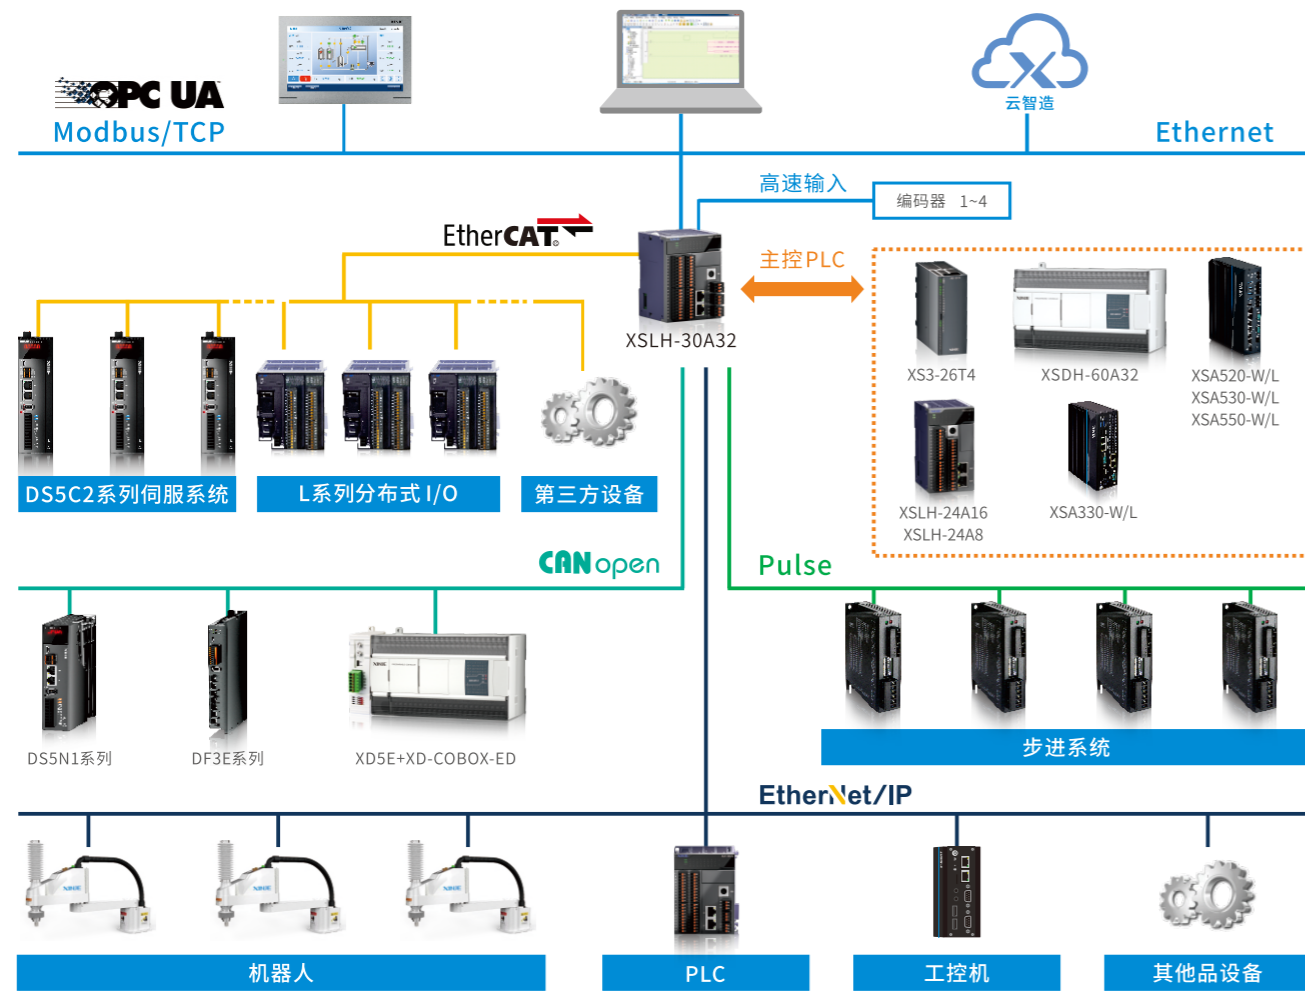 OPC UA
Modbus/TCP
云智造
Ethernet
高速输入
编码器 1~4
EtherCAT
主控PLC
XSLH-30A32
XS3-26T4
XSDH-60A32
XSA520-W/L
XSA530-W/L
XSA550-W/L
XSLH-24A16
XSLH-24A8
XSA330-W/L
DS5C2系列伺服系统
L系列分布式 I/O
第三方设备
CANopen
Pulse
DS5N1系列
DF3E系列
XINJE
XD5E+XD-COBOX-ED
步进系统
EtherNet/IP
XINJE
XINJE
XINJE
机器人
PLC
工控机
其他品设备